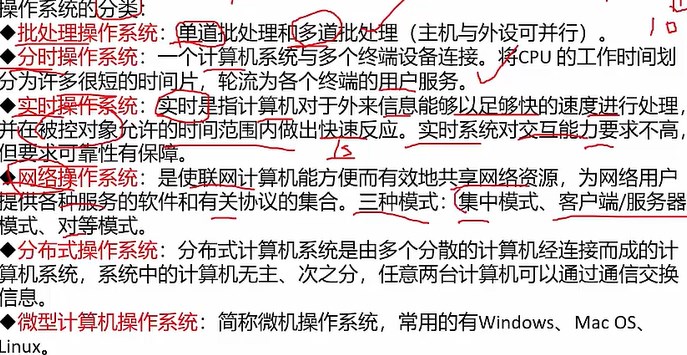 操作系统的分类:
◆批处理操作系统：单道批处理和多道批处理（主机与外设可并行）。
◆分时操作系统：一个计算机系统与多个终端设备连接。将CPU的工作时间划
分为许多很短的时间片，轮流为各个终端的用户服务。
◆实时操作系统：实时是指计算机对于外来信息能够以足够快的速度进行处理，
并在被控对象允许的时间范围内做出快速反应。实时系统对交互能力要求不高，
但要求可靠性有保障。
1s
◆网络操作系统：是使联网计算机能方便而有效地共享网络资源，为网络用户
提供各种服务的软件和有关协议的集合。三种模式：集中模式、客户端/服务器
模式、对等模式。
◆分布式操作系统：分布式计算机系统是由多个分散的计算机经连接而成的计
算机系统，系统中的计算机无主、次之分，任意两台计算机可以通过通信交换
信息。
◆微型计算机操作系统：简称微机操作系统，常用的有Windows、Mac OS、
Linux。